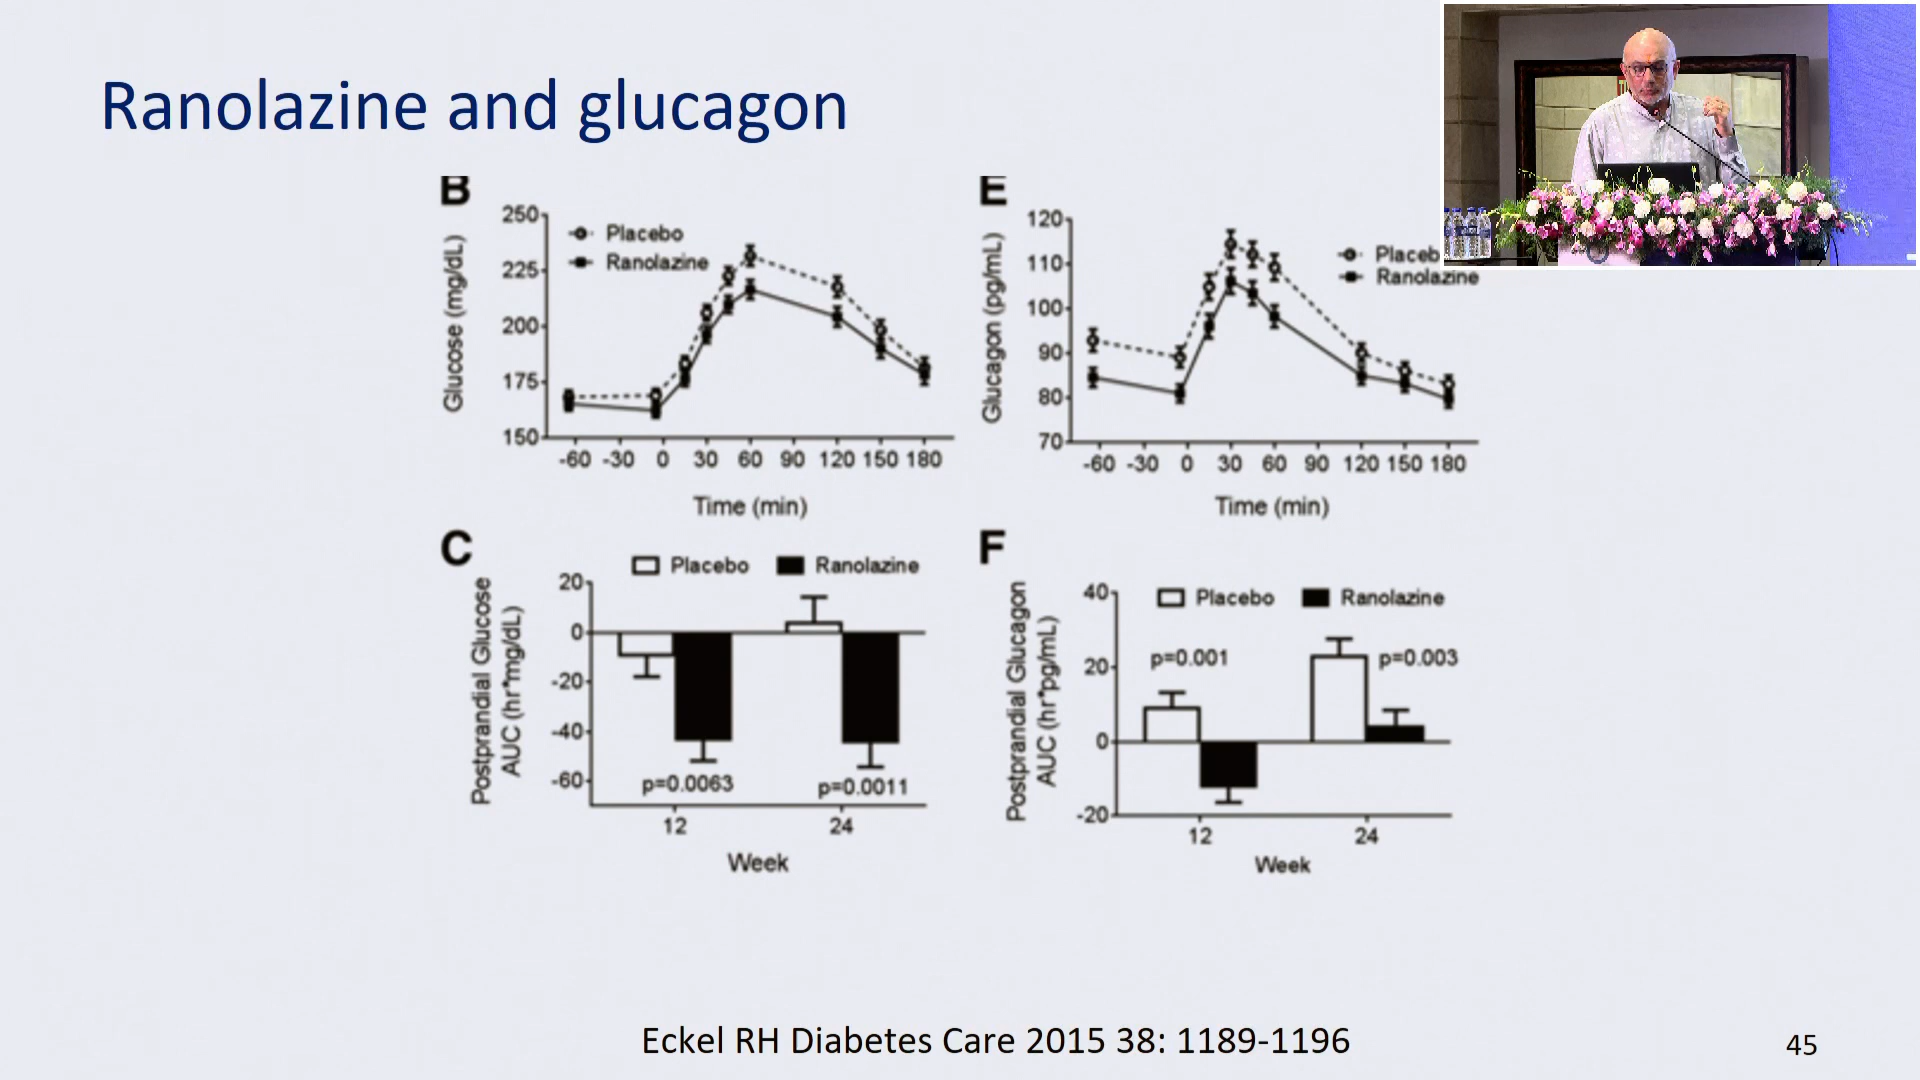 Ranolazine and glucagon
B
250
225
200
175
150
Glucose (mg/dL)
Placebo
Ranolazine
-60 -30 0 30 60 90 120 150 180
Time (min)
E
120
110
100
90
80
70
Glucagon (pg/mL)
Placeb
Ranolazine
-60 -30 0 30 60 90 120 150 180
Time (min)
C
Placebo Ranolazine
20
0
-20
-40
-60
Postprandial Glucose
AUC (hr*mg/dL)
p=0.0063 p=0.0011
12 24
Week
F
Placebo Ranolazine
40
20
0
-20
Postprandial Glucagon
AUC (hr*pg/mL)
p=0.001 p=0.003
12 24
Week
Eckel RH Diabetes Care 2015 38: 1189-1196
45